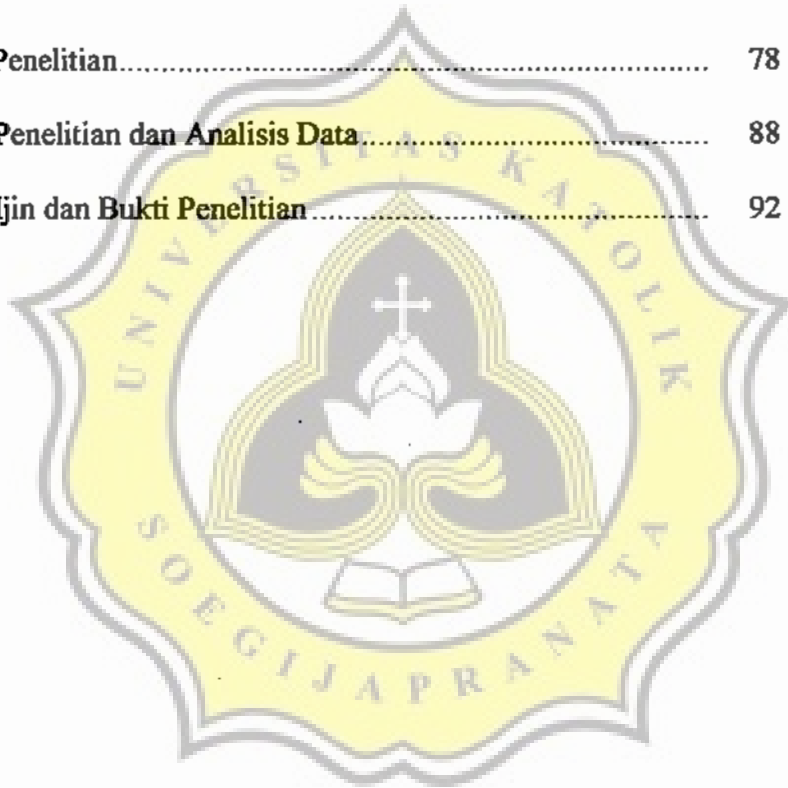 Penelitian.................................................................... 78
Penelitian dan Analisis Data........................................ 88
Ijin dan Bukti Penelitian.............................................. 92
UNIVERSITAS KATOLIK
SOEGIJAPRANATA